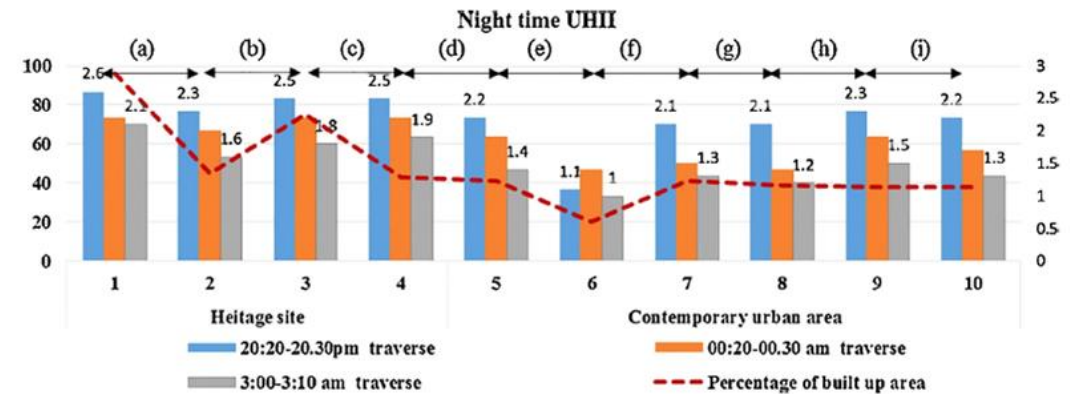 Night time UHII
(a) (b) (c) (d) (e) (f) (g) (h) (i)
100 80 60 40 20 0
3 2.5 2 1.5 1 0.5 0
2.6 2.3 2.5 2.5 2.2 1.1 2.1 2.1 2.3 2.2
2.1 1.6 1.8 1.9 1.4 1 1.3 1.2 1.5 1.3
1 2 3 4 5 6 7 8 9 10
Heitage site Contemporary urban area
20:20-20.30pm traverse 00:20-00.30 am traverse
3:00-3:10 am traverse Percentage of built up area